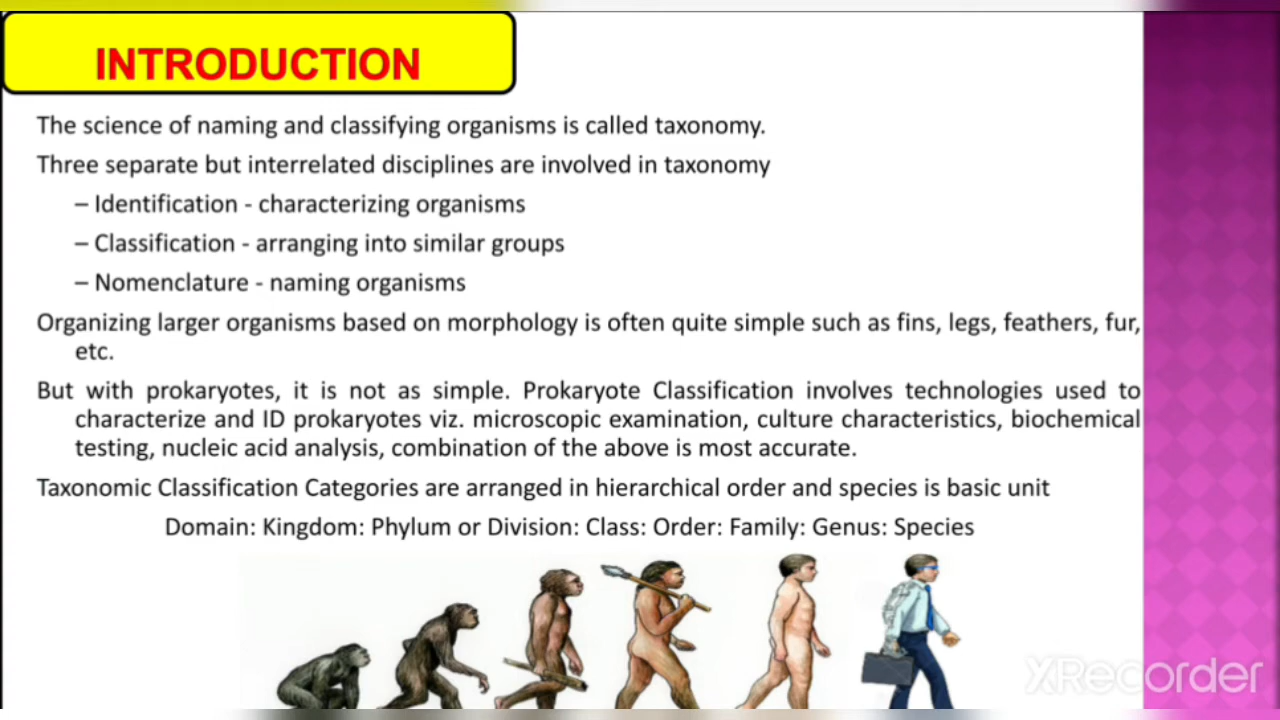 INTRODUCTION
The science of naming and classifying organisms is called taxonomy.
Three separate but interrelated disciplines are involved in taxonomy
– Identification - characterizing organisms
– Classification - arranging into similar groups
– Nomenclature - naming organisms
Organizing larger organisms based on morphology is often quite simple such as fins, legs, feathers, fur,
etc.
But with prokaryotes, it is not as simple. Prokaryote Classification involves technologies used to
characterize and ID prokaryotes viz. microscopic examination, culture characteristics, biochemical
testing, nucleic acid analysis, combination of the above is most accurate.
Taxonomic Classification Categories are arranged in hierarchical order and species is basic unit
Domain: Kingdom: Phylum or Division: Class: Order: Family: Genus: Species
XRecorder